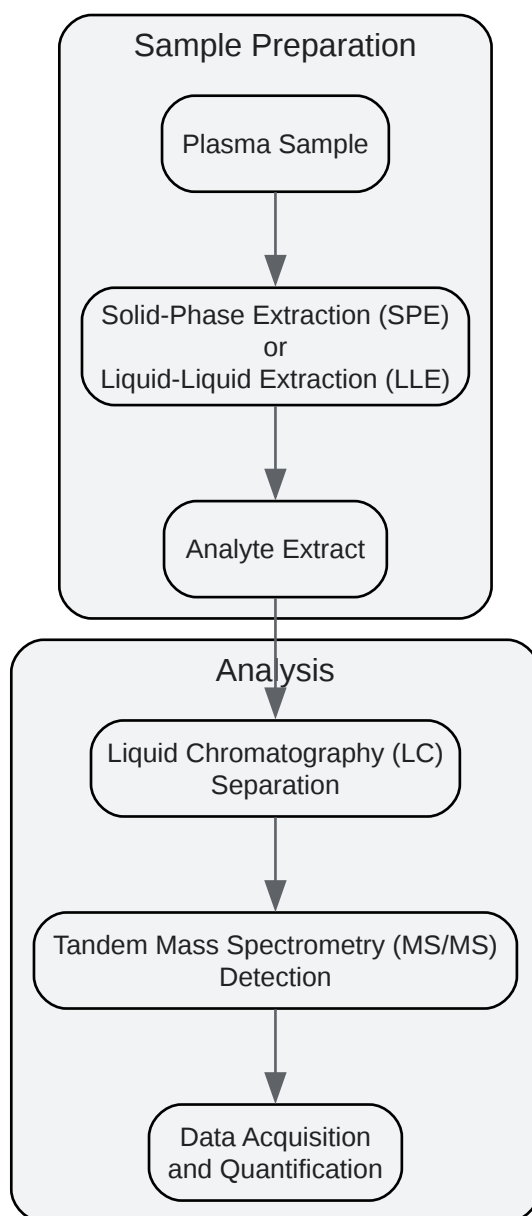 Sample Preparation
Plasma Sample
Solid-Phase Extraction (SPE)
or
Liquid-Liquid Extraction (LLE)
Analyte Extract
Analysis
Liquid Chromatography (LC)
Separation
Tandem Mass Spectrometry (MS/MS)
Detection
Data Acquisition
and Quantification